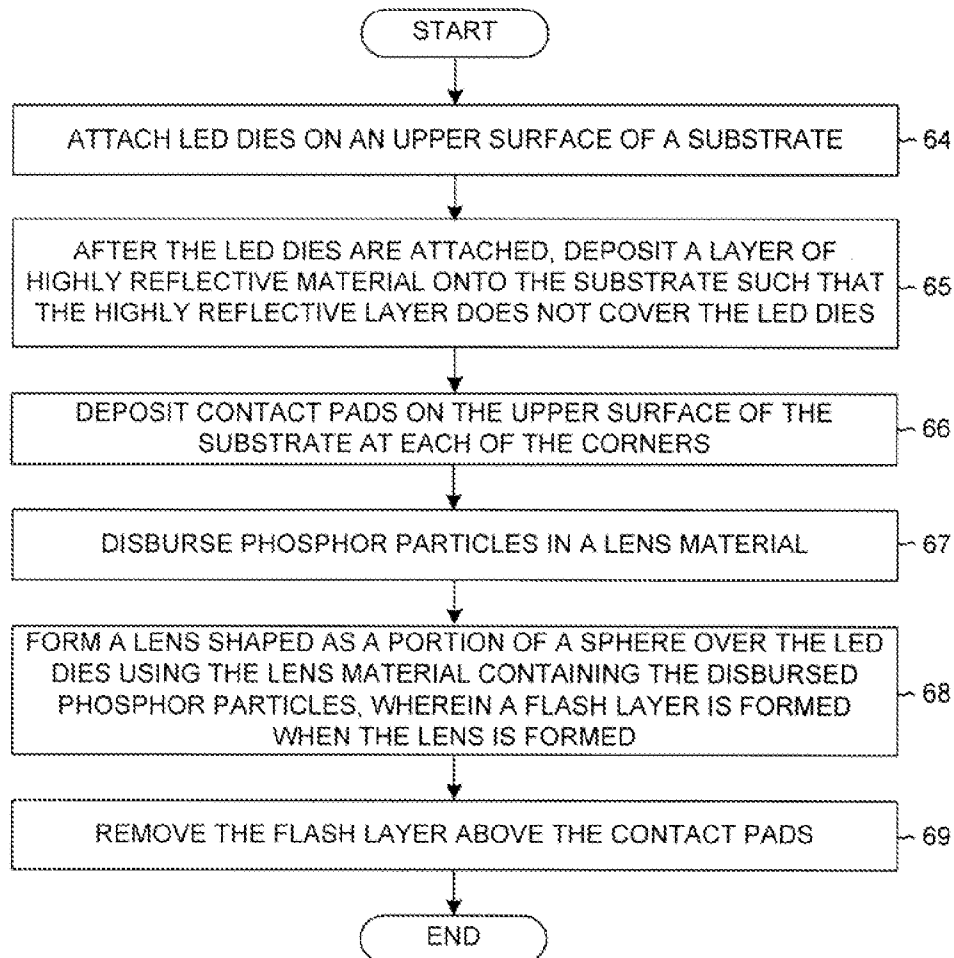 START
ATTACH LED DIES ON AN UPPER SURFACE OF A SUBSTRATE
64
AFTER THE LED DIES ARE ATTACHED, DEPOSIT A LAYER OF
HIGHLY REFLECTIVE MATERIAL ONTO THE SUBSTRATE SUCH THAT
THE HIGHLY REFLECTIVE LAYER DOES NOT COVER THE LED DIES
65
DEPOSIT CONTACT PADS ON THE UPPER SURFACE OF THE
SUBSTRATE AT EACH OF THE CORNERS
66
DISBURSE PHOSPHOR PARTICLES IN A LENS MATERIAL
67
FORM A LENS SHAPED AS A PORTION OF A SPHERE OVER THE LED
DIES USING THE LENS MATERIAL CONTAINING THE DISBURSED
PHOSPHOR PARTICLES, WHEREIN A FLASH LAYER IS FORMED
WHEN THE LENS IS FORMED
68
REMOVE THE FLASH LAYER ABOVE THE CONTACT PADS
69
END